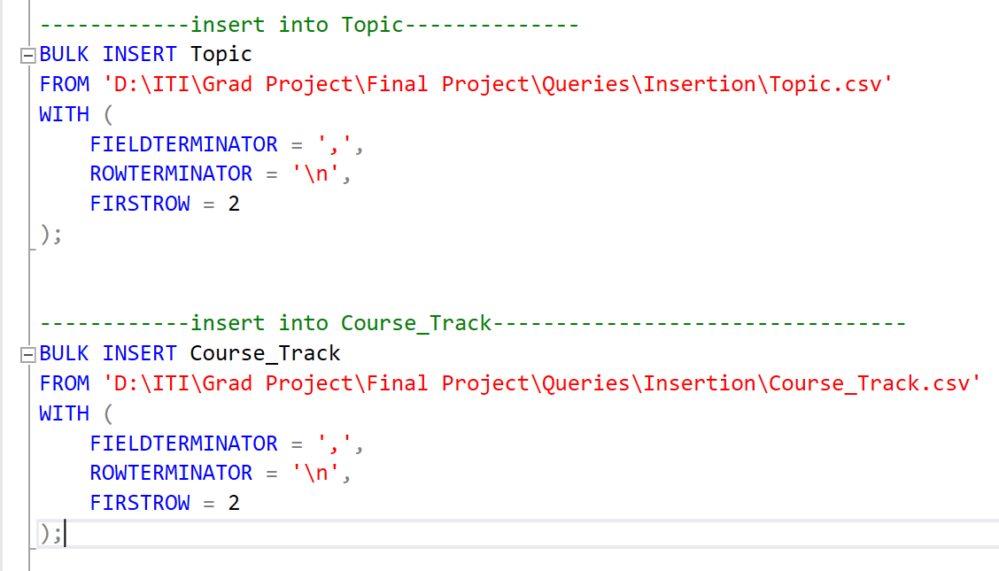 ------------insert into Topic--------------
BULK INSERT Topic
FROM 'D:\ITI\Grad Project\Final Project\Queries\Insertion\Topic.csv'
WITH (
    FIELDTERMINATOR = ',',
    ROWTERMINATOR = '\n',
    FIRSTROW = 2
);
------------insert into Course_Track---------------------------------
BULK INSERT Course_Track
FROM 'D:\ITI\Grad Project\Final Project\Queries\Insertion\Course_Track.csv'
WITH (
    FIELDTERMINATOR = ',',
    ROWTERMINATOR = '\n',
    FIRSTROW = 2
);